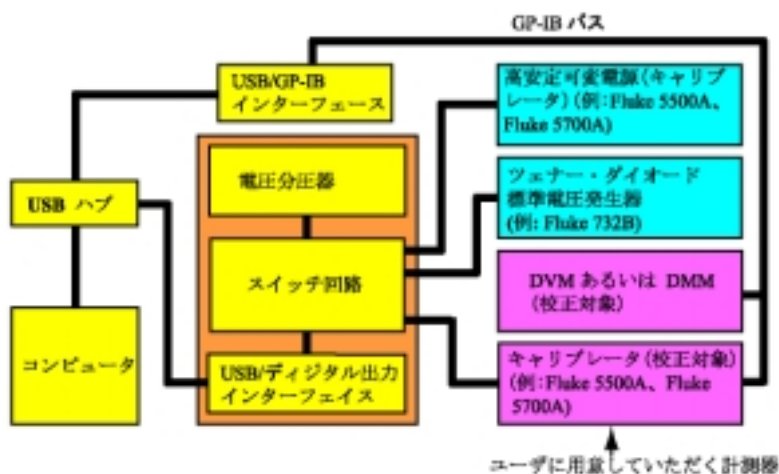 GP-IB バス
USB/GP-IB
インターフェース
高安定可変電源(キャリブ
レータ)(例:Fluke 5500A、
Fluke 5700A)
電圧分圧器
ツェナー・ダイオード
標準電圧発生器
(例: Fluke 732B)
USB ハブ
スイッチ回路
DVM あるいは DMM
(校正対象)
コンピュータ
USB/ディジタル出力
インターフェイス
キャリブレータ(校正対象)
(例:Fluke 5500A、Fluke
5700A)
ユーザに用意していただく計測器